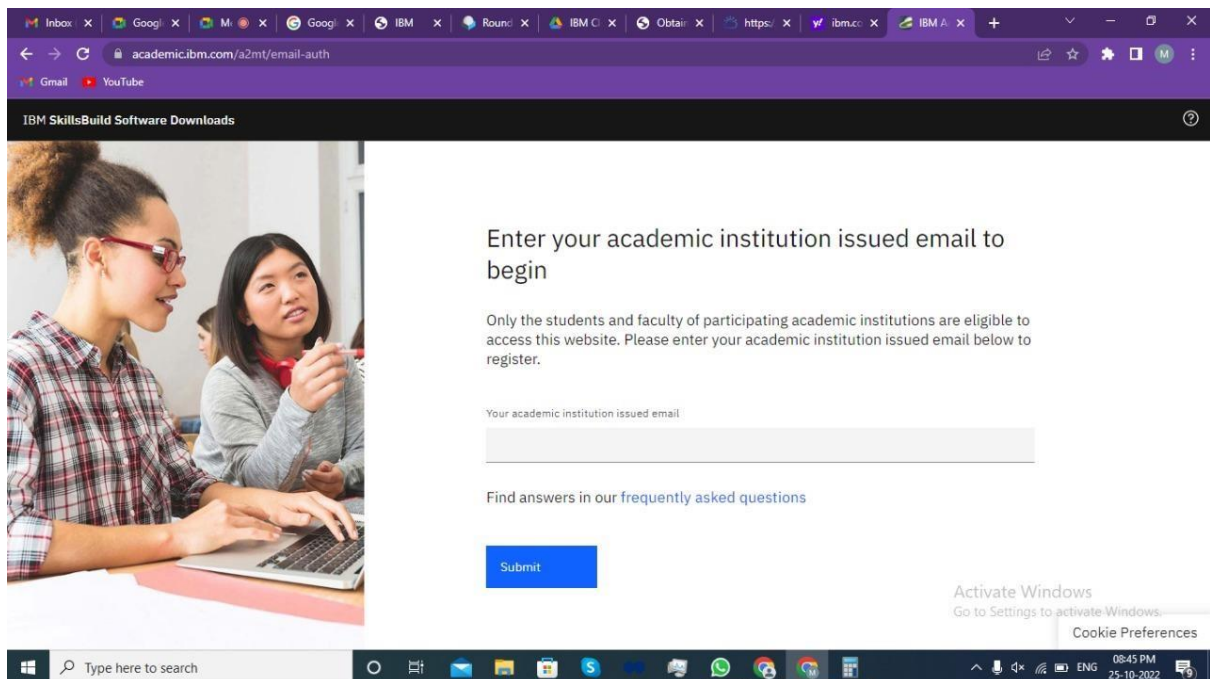 Inbox
Googl
M
Googl
IBM
Round
IBM Cl
Obtain
https:/
ibm.co
IBM A
academic.ibm.com/a2mt/email-auth
M
Gmail
YouTube
IBM SkillsBuild Software Downloads
Enter your academic institution issued email to
begin
Only the students and faculty of participating academic institutions are eligible to
access this website. Please enter your academic institution issued email below to
register.
Your academic institution issued email
Find answers in our frequently asked questions
Submit
Activate Windows
Go to Settings to activate Windows.
Cookie Preferences
Type here to search
ENG
08:45 PM
25-10-2022